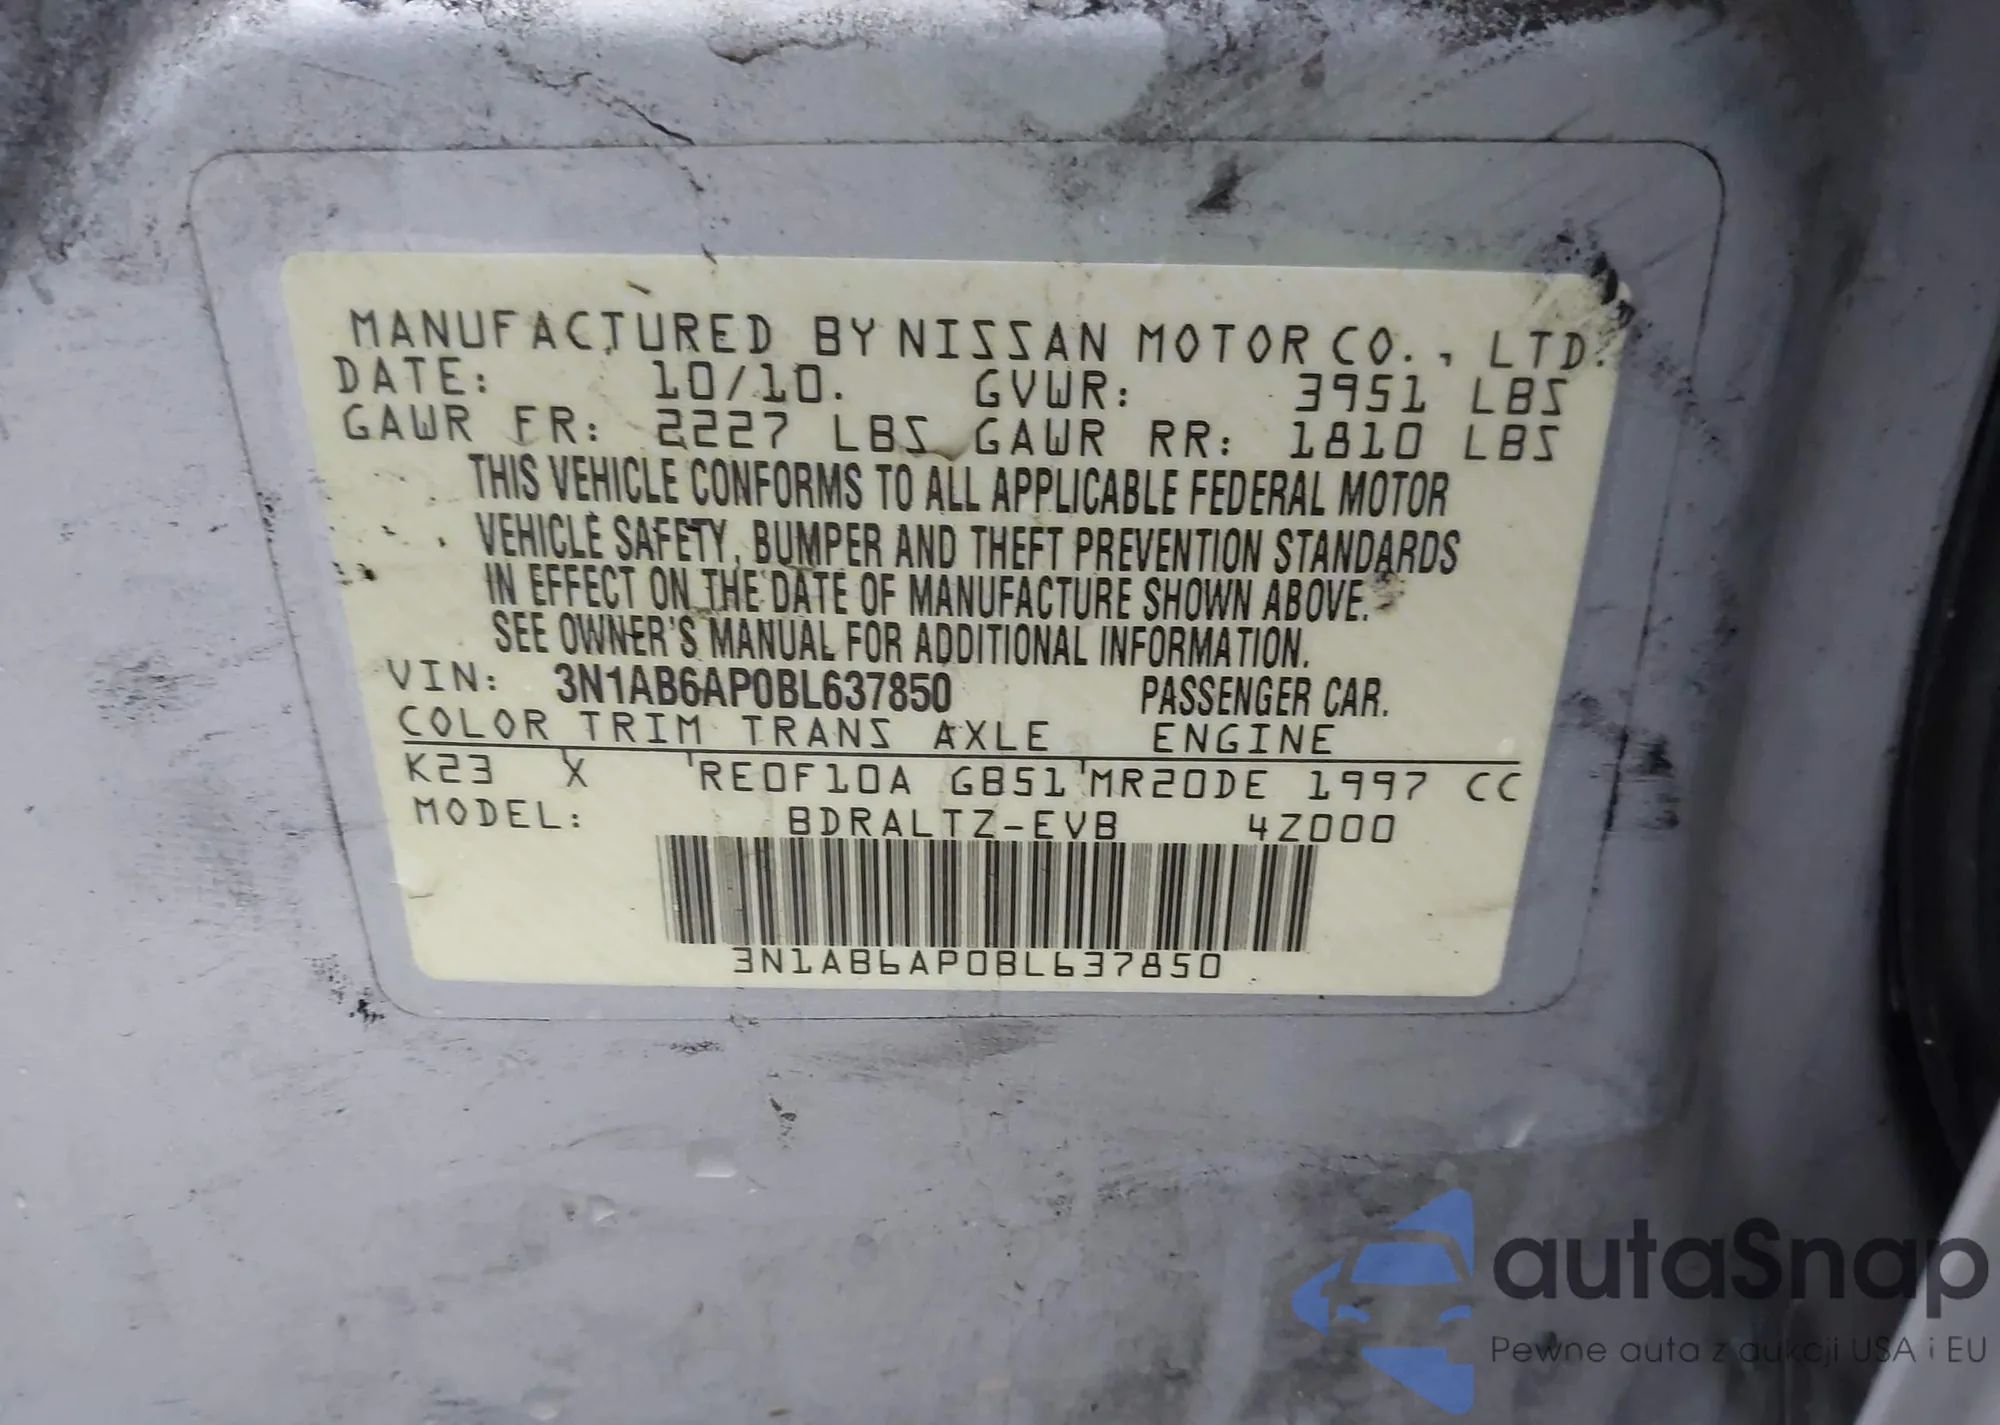 MANUFACTURED BY NISSAN MOTOR CO., LTD.
DATE: 10/10. GVWR: 3951 LBS
GAWR FR: 2227 LBS GAWR RR: 1810 LBS
THIS VEHICLE CONFORMS TO ALL APPLICABLE FEDERAL MOTOR
VEHICLE SAFETY, BUMPER AND THEFT PREVENTION STANDARDS
IN EFFECT ON THE DATE OF MANUFACTURE SHOWN ABOVE.
SEE OWNER'S MANUAL FOR ADDITIONAL INFORMATION.
VIN: 3N1AB6AP0BL637850 PASSENGER CAR.
COLOR TRIM TRANS AXLE ENGINE
K23 X RE0F10A GB51 MR20DE 1997 CC
MODEL: BDRALTZ-EVB 4Z000
3N1AB6AP0BL637850
autaSnap
Pewne auta z aukcji USA i EU